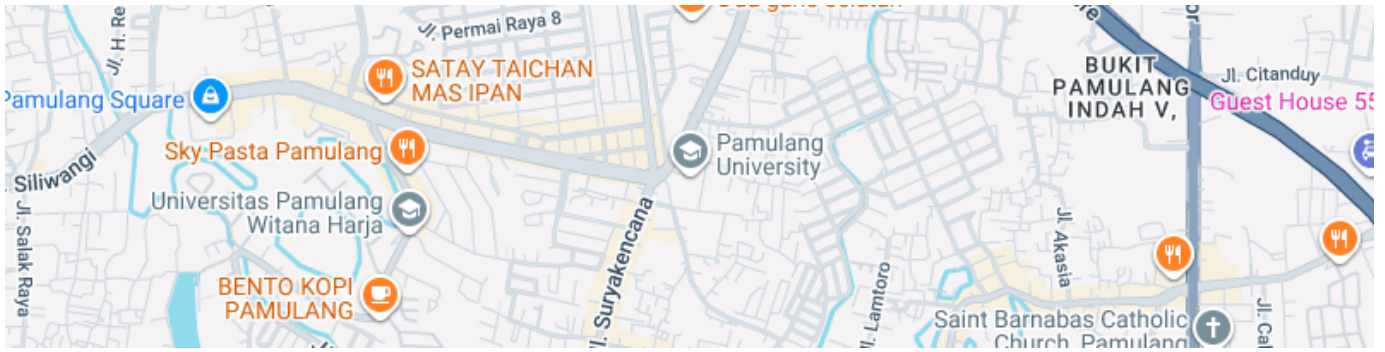 Jl. Permai Raya 8
Jl. H. Re
SATAY TAICHAN
MAS IPAN
BUKIT
PAMULANG
INDAH V,
Jl. Citanduy
Guest House 55
Pamulang Square
Sky Pasta Pamulang
Pamulang
University
Siliwangi
Universitas Pamulang
Witana Harja
Jl. Salak Raya
Jl. Suryakencana
Jl. Akasia
BENTO KOPI
PAMULANG
Jl. Lamtoro
Saint Barnabas Catholic
Church, Pamulang